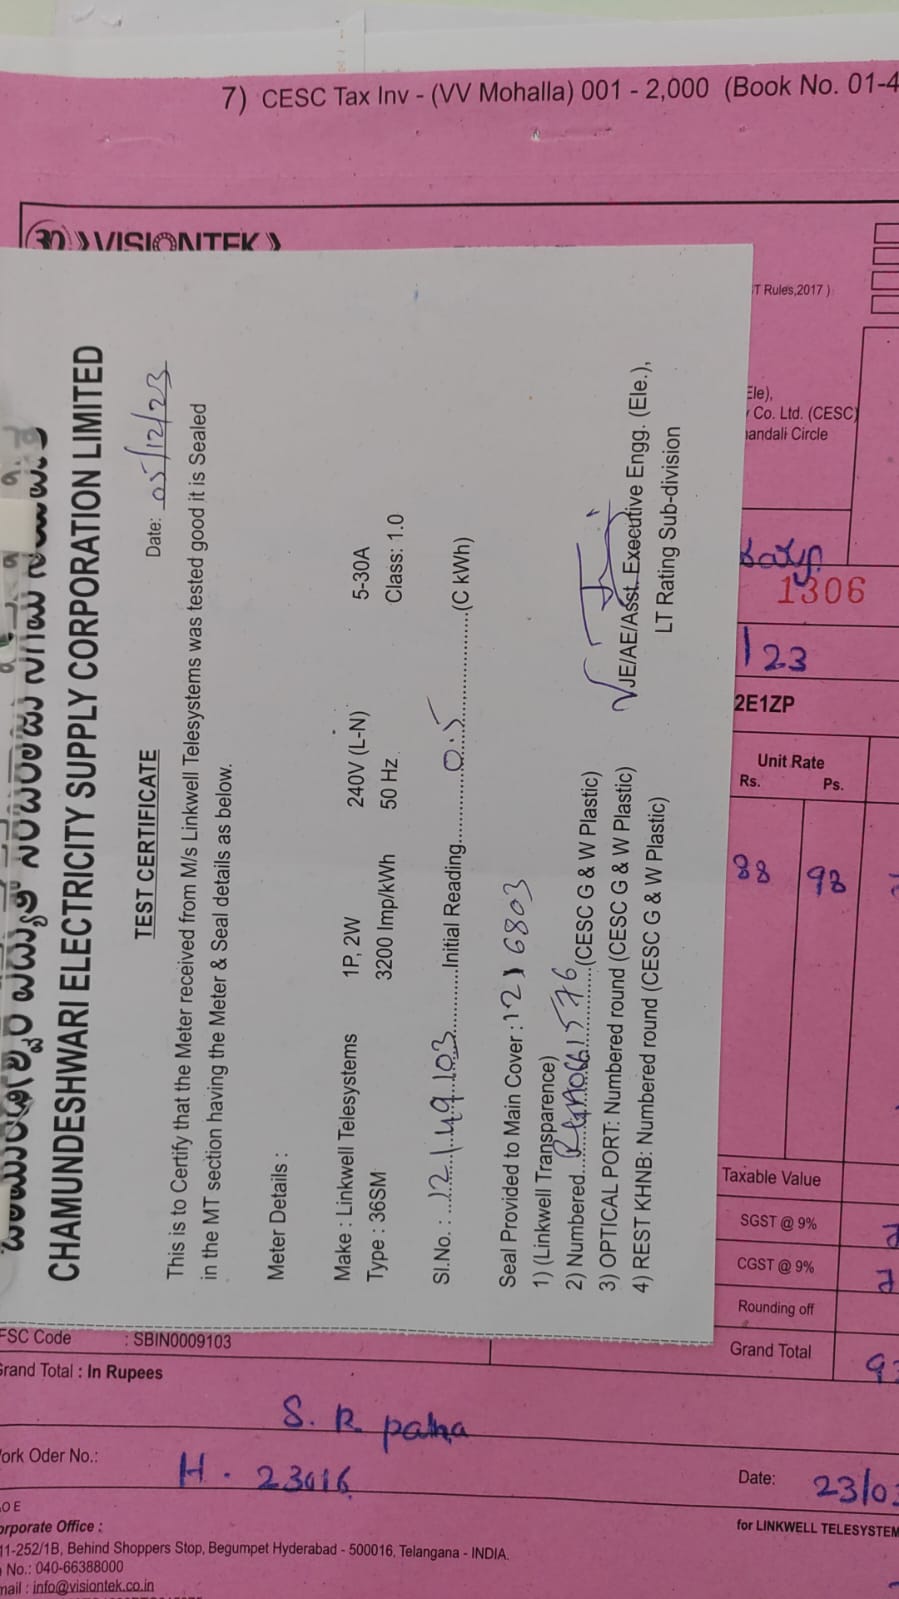 7) CESC Tax Inv - (VV Mohalla) 001 - 2,000 (Book No. 01-4
VISIONTEK
CHAMUNDESHWARI ELECTRICITY SUPPLY CORPORATION LIMITED
TEST CERTIFICATE
Date: 05/12/23
This is to Certify that the Meter received from M/s Linkwell Telesystems was tested good it is Sealed
in the MT section having the Meter & Seal details as below.
Meter Details :
Make : Linkwell Telesystems 1P, 2W 240V (L-N) 5-30A
Type : 36SM 3200 Imp/kWh 50 Hz Class: 1.0
Sl.No. : 12149103 Initial Reading 0.5 (C kWh)
Seal Provided to Main Cover :
1) (Linkwell Transparence)
2) Numbered (CESC G & W Plastic)
3) OPTICAL PORT: Numbered round (CESC G & W Plastic)
4) REST KHNB: Numbered round (CESC G & W Plastic)
JE/AE/Asst. Executive Engg. (Ele.),
LT Rating Sub-division
T Rules,2017 )
Ele),
Co. Ltd. (CESC)
andali Circle
1306
23
2E1ZP
Unit Rate
Rs. Ps.
88 98
Taxable Value
SGST @ 9%
CGST @ 9%
Rounding off
Grand Total
FSC Code : SBIN0009103
Grand Total : In Rupees
S. R.
ork Oder No.: H. 23016
Date: 23/0
O E
orporate Office :
for LINKWELL TELESYSTEM
11-252/1B, Behind Shoppers Stop, Begumpet Hyderabad - 500016, Telangana - INDIA.
No.: 040-66388000
mail : info@visiontek.co.in